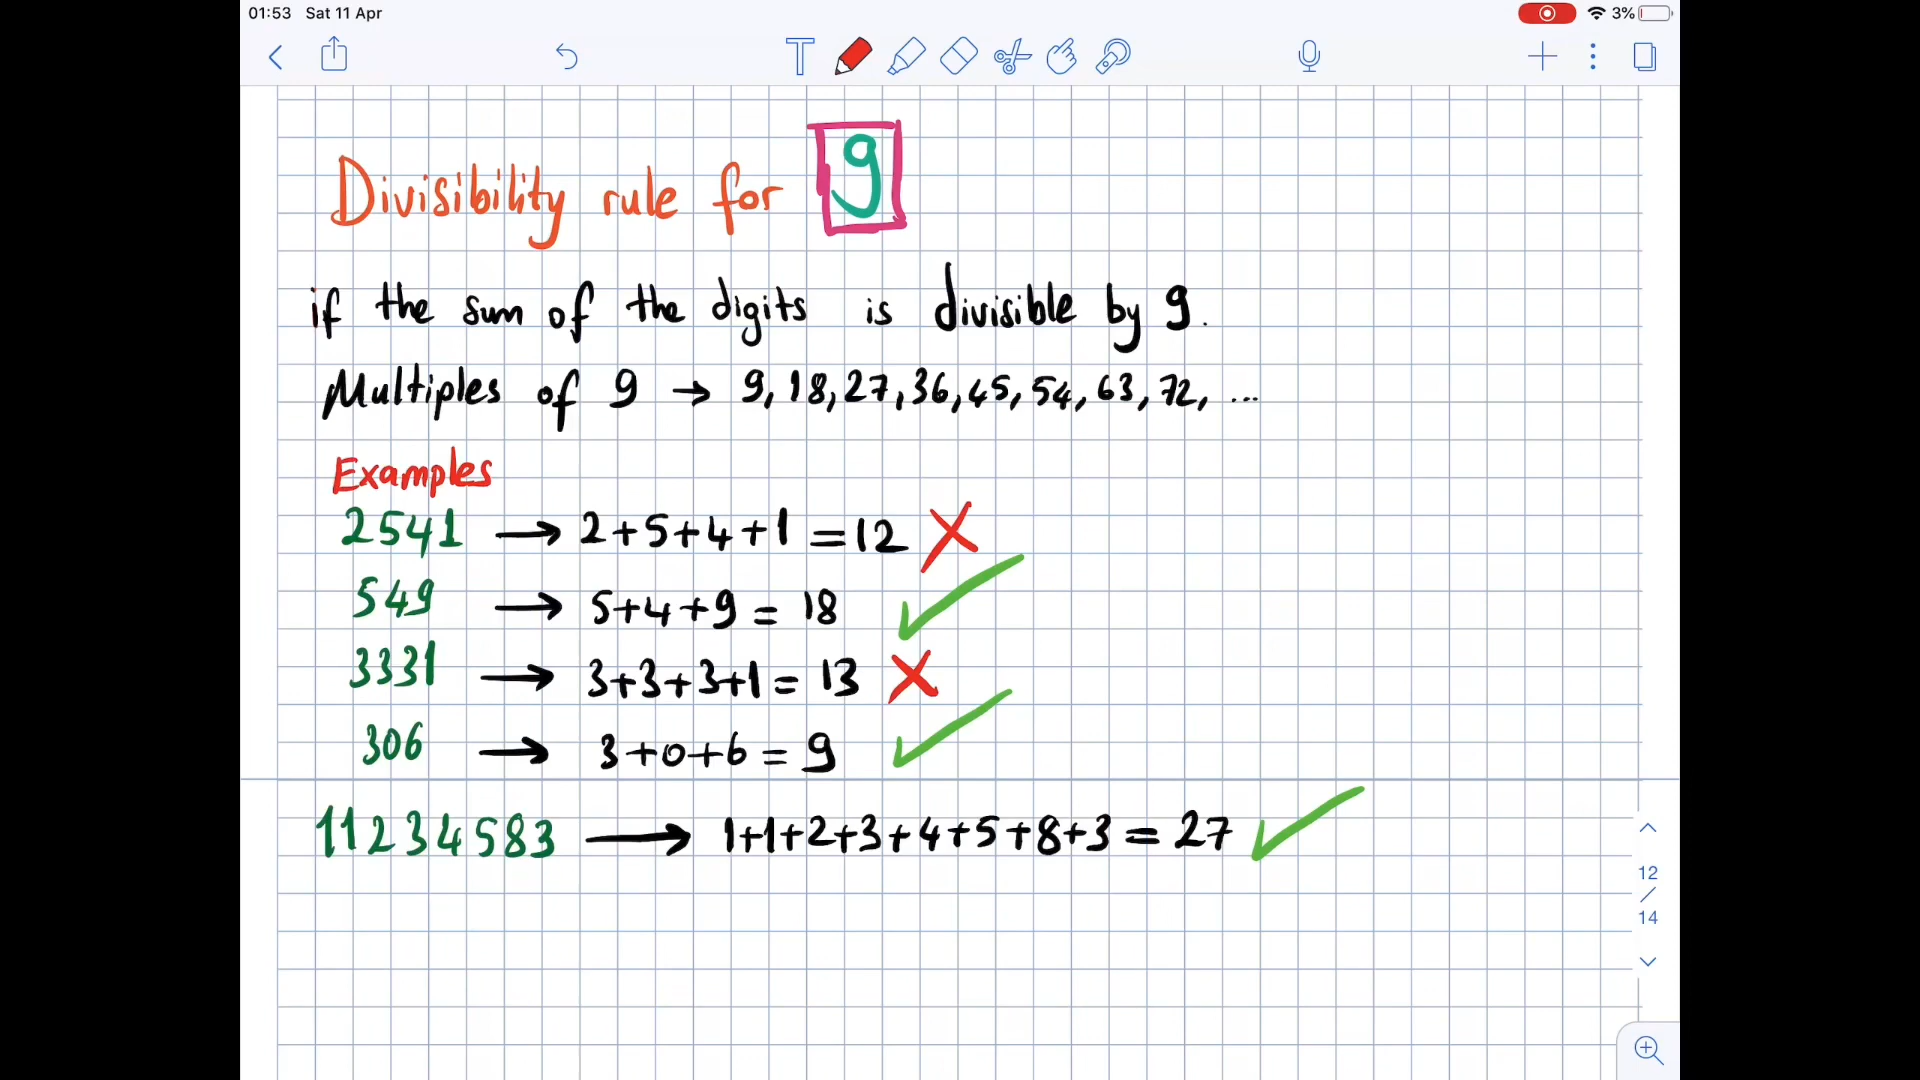 01:53 Sat 11 Apr 3%
T
Divisibility rule for 9
if the sum of the digits is divisible by 9.
Multiples of 9 → 9, 18, 27, 36, 45, 54, 63, 72, ...
Examples
2541 → 2+5+4+1 = 12 ✗
549 → 5+4+9 = 18 ✓
3331 → 3+3+3+1 = 13 ✗
306 → 3+0+6 = 9 ✓
11234583 → 1+1+2+3+4+5+8+3 = 27 ✓
12
/
14